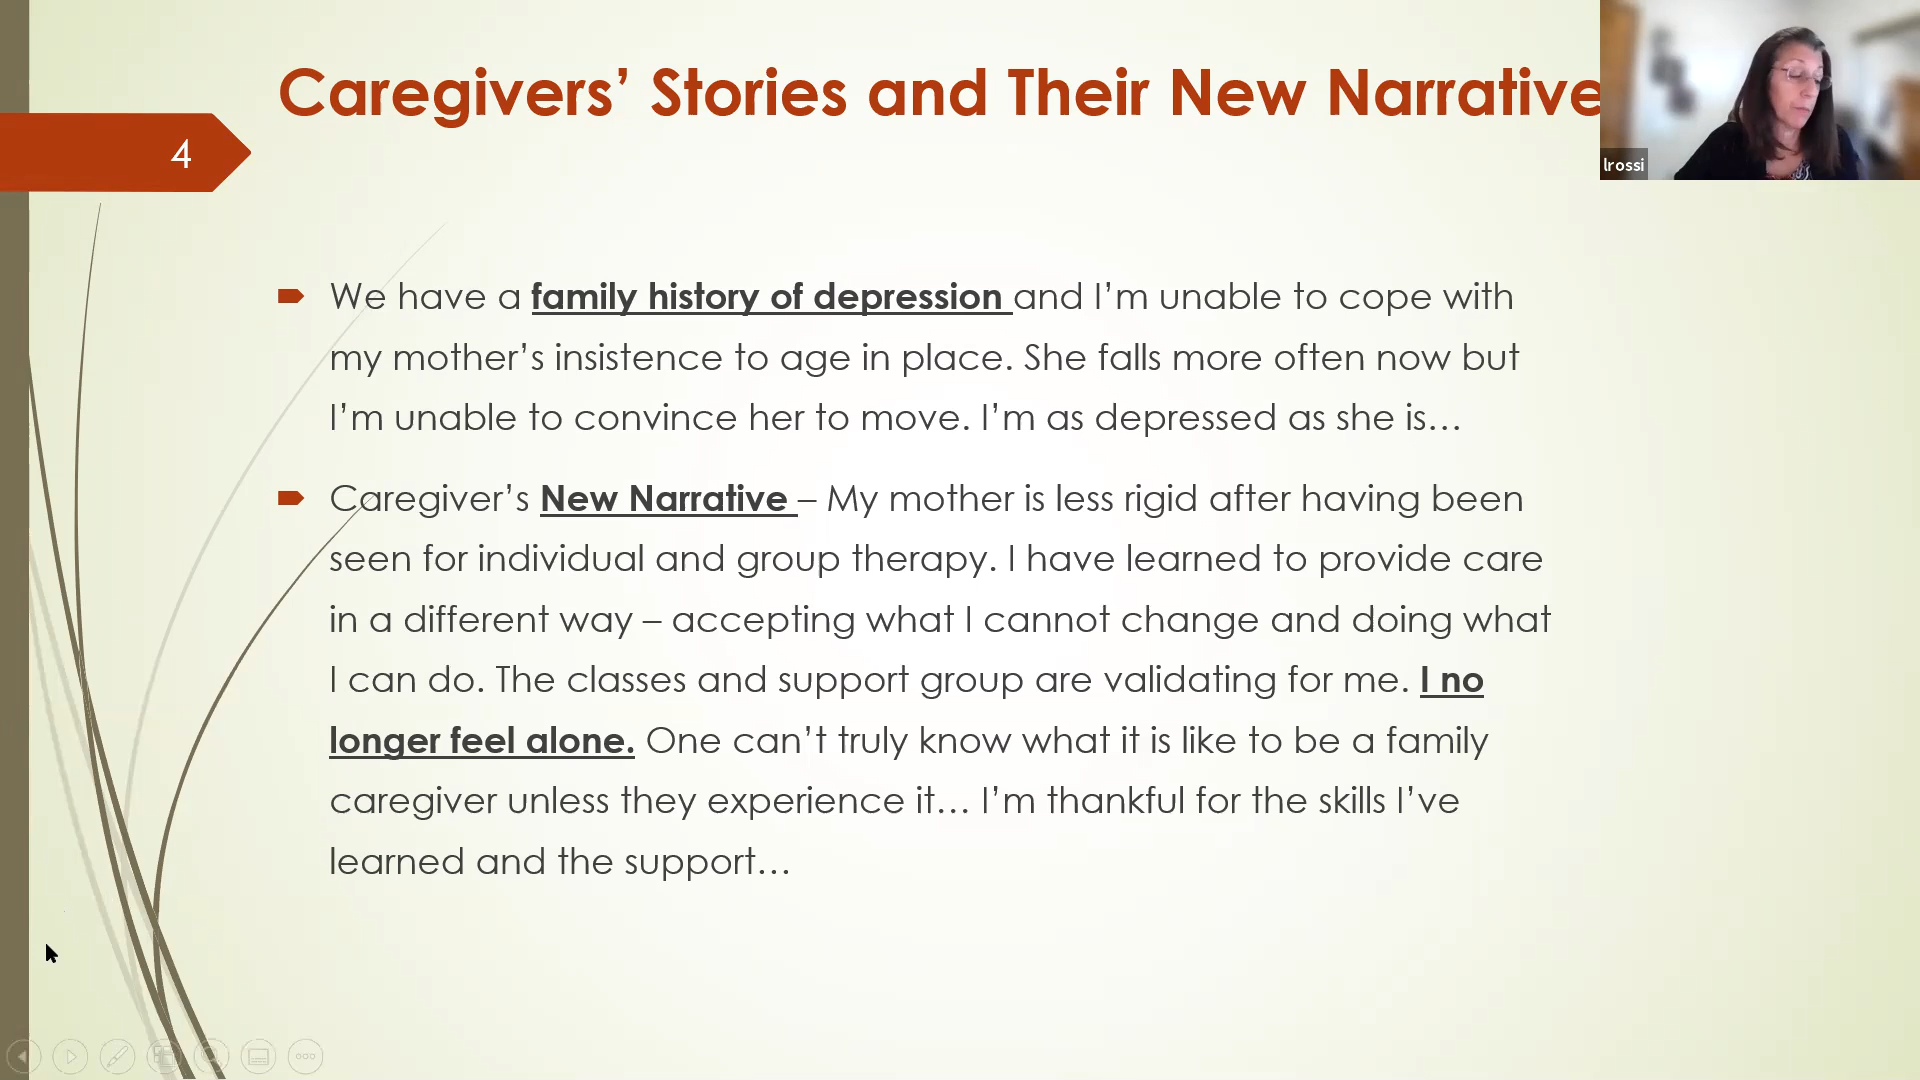 Caregivers’ Stories and Their New Narrative
lrossi
4
We have a family history of depression and I’m unable to cope with
my mother’s insistence to age in place. She falls more often now but
I’m unable to convince her to move. I’m as depressed as she is…
Caregiver’s New Narrative – My mother is less rigid after having been
seen for individual and group therapy. I have learned to provide care
in a different way – accepting what I cannot change and doing what
I can do. The classes and support group are validating for me. I no
longer feel alone. One can’t truly know what it is like to be a family
caregiver unless they experience it… I’m thankful for the skills I’ve
learned and the support…